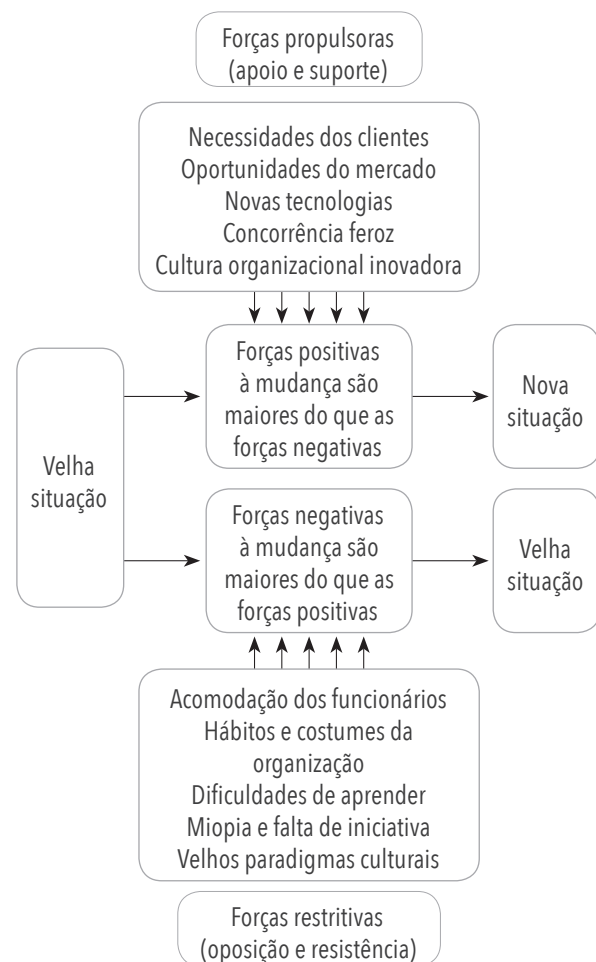 Forças propulsoras
(apoio e suporte)
Necessidades dos clientes
Oportunidades do mercado
Novas tecnologias
Concorrência feroz
Cultura organizacional inovadora
Velha
situação
Forças positivas
à mudança são
maiores do que as
forças negativas
Nova
situação
Forças negativas
à mudança são
maiores do que as
forças positivas
Velha
situação
Acomodação dos funcionários
Hábitos e costumes da
organização
Dificuldades de aprender
Miopia e falta de iniciativa
Velhos paradigmas culturais
Forças restritivas
(oposição e resistência)